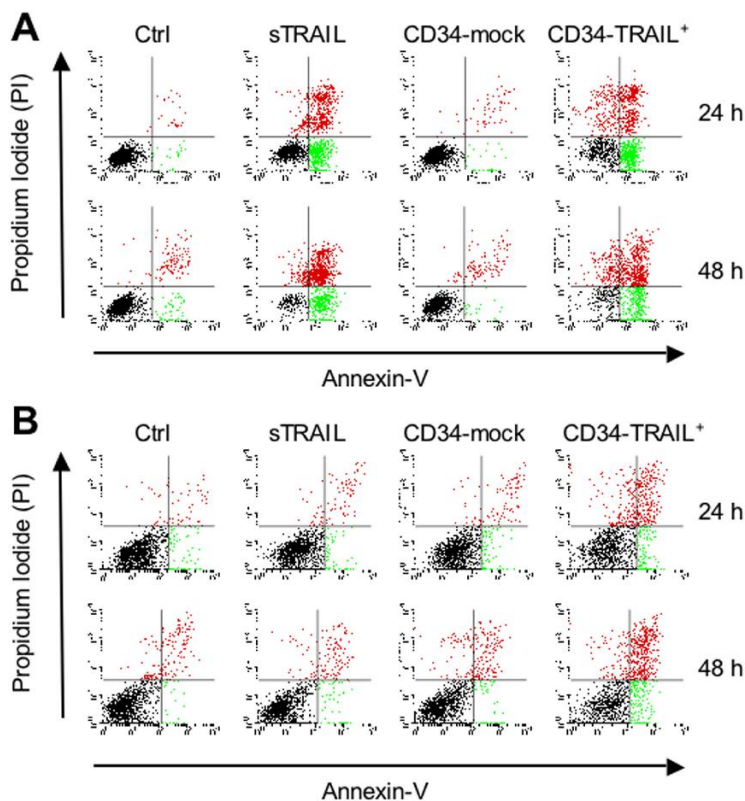 A
Ctrl sTRAIL CD34-mock CD34-TRAIL+
Propidium Iodide (PI)
24 h
48 h
Annexin-V
B
Ctrl sTRAIL CD34-mock CD34-TRAIL+
Propidium Iodide (PI)
24 h
48 h
Annexin-V